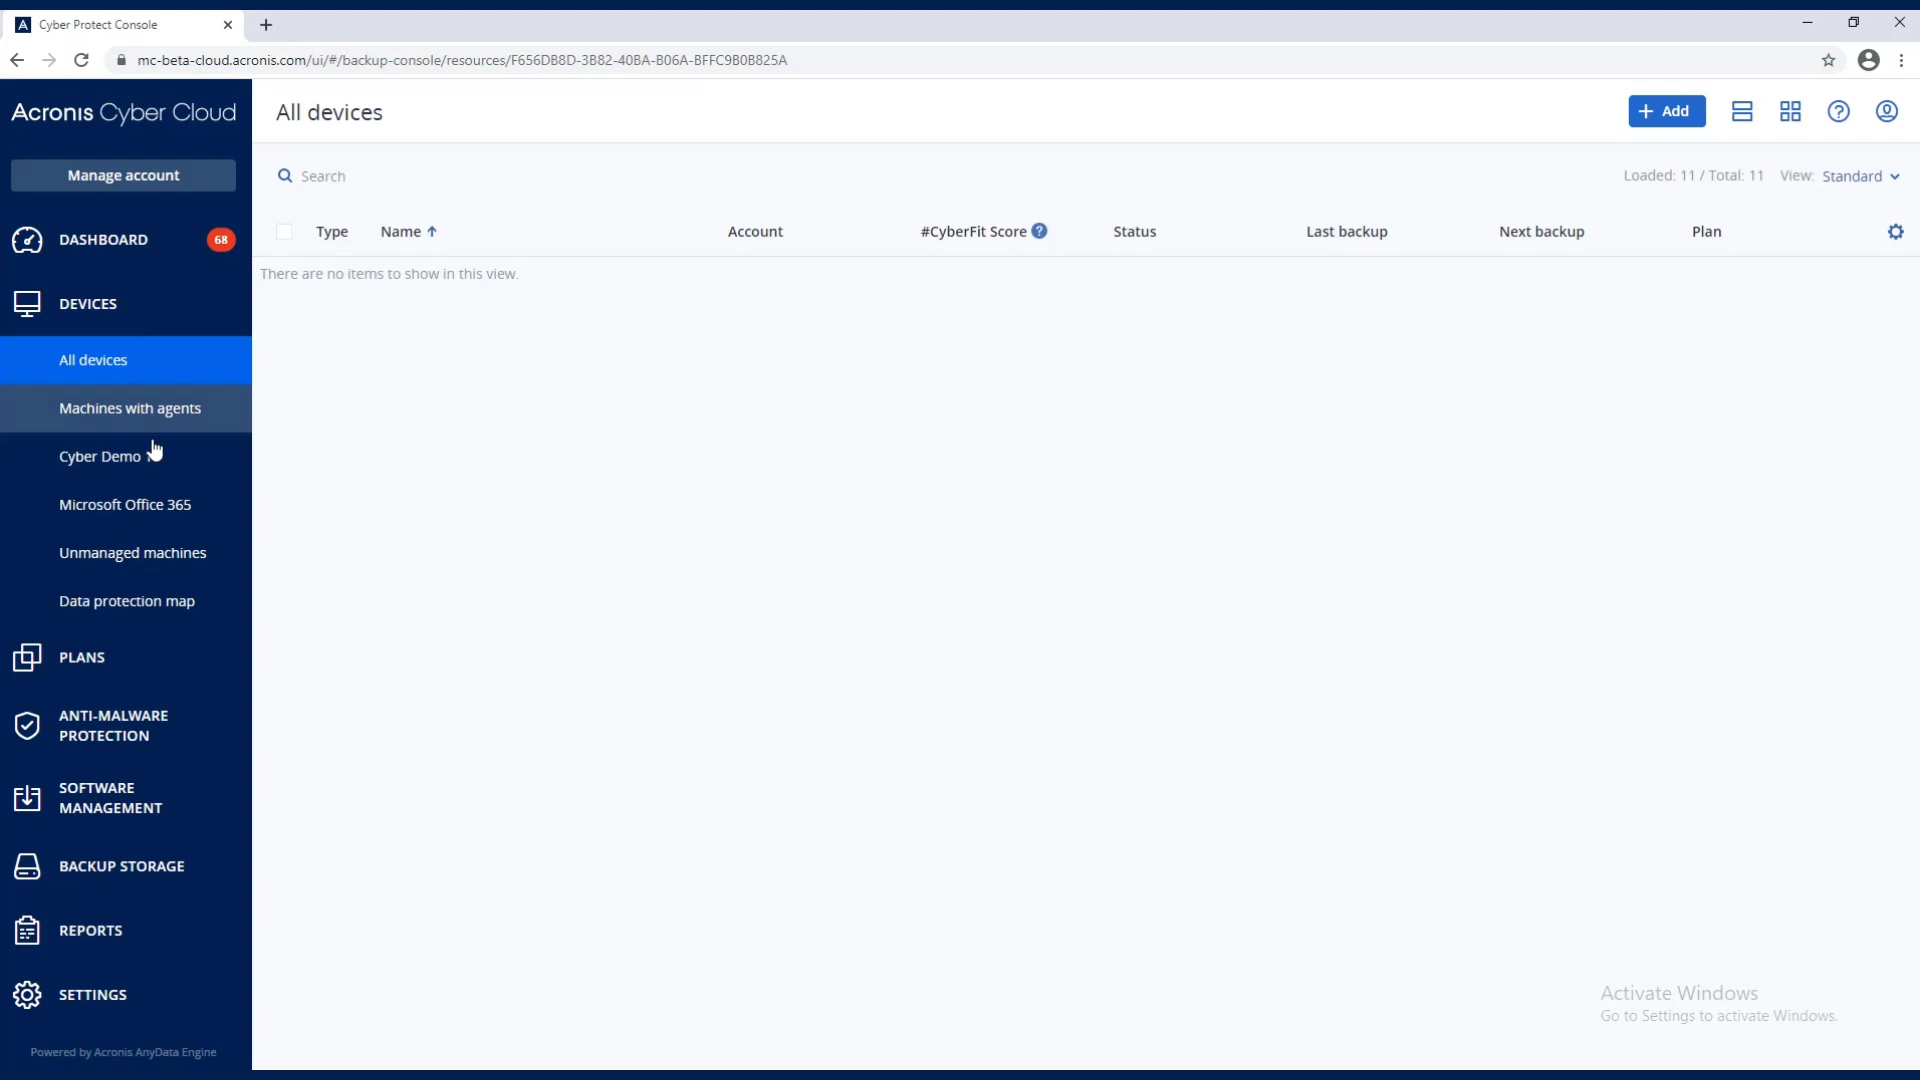 Cyber Protect Console
mc-beta-cloud.acronis.com/ui/#/backup-console/resources/F656DB8D-3B82-40BA-B06A-BFFC9B0B825A
Acronis Cyber Cloud
All devices
Add
Manage account
Search
Loaded: 11 / Total: 11 View: Standard
DASHBOARD 68
Type Name Account #CyberFit Score ? Status Last backup Next backup Plan
There are no items to show in this view.
DEVICES
All devices
Machines with agents
Cyber Demo
Microsoft Office 365
Unmanaged machines
Data protection map
PLANS
ANTI-MALWARE
PROTECTION
SOFTWARE
MANAGEMENT
BACKUP STORAGE
REPORTS
SETTINGS
Activate Windows
Go to Settings to activate Windows.
Powered by Acronis AnyData Engine